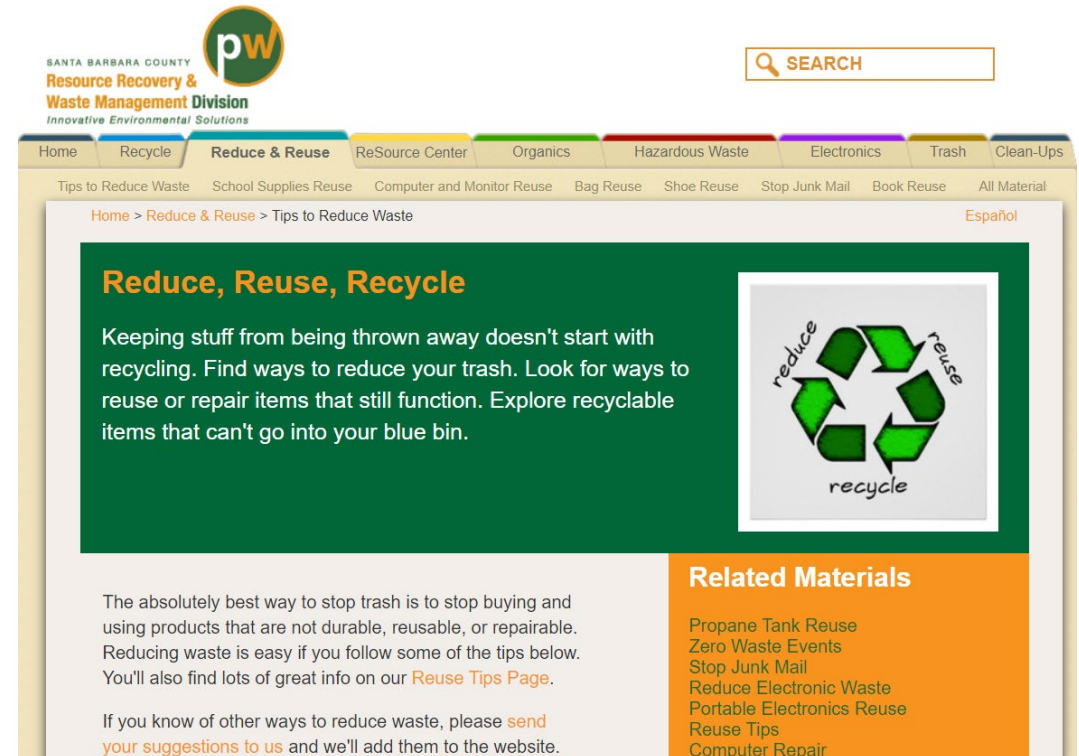 SANTA BARBARA COUNTY
Resource Recovery &
Waste Management Division
Innovative Environmental Solutions
pw
SEARCH
Home Recycle Reduce & Reuse ReSource Center Organics Hazardous Waste Electronics Trash Clean-Ups
Tips to Reduce Waste School Supplies Reuse Computer and Monitor Reuse Bag Reuse Shoe Reuse Stop Junk Mail Book Reuse All Material
Home > Reduce & Reuse > Tips to Reduce Waste
Español
Reduce, Reuse, Recycle
Keeping stuff from being thrown away doesn't start with
recycling. Find ways to reduce your trash. Look for ways to
reuse or repair items that still function. Explore recyclable
items that can't go into your blue bin.
reduce
reuse
recycle
The absolutely best way to stop trash is to stop buying and
using products that are not durable, reusable, or repairable.
Reducing waste is easy if you follow some of the tips below.
You'll also find lots of great info on our Reuse Tips Page.
If you know of other ways to reduce waste, please send
your suggestions to us and we'll add them to the website.
Related Materials
Propane Tank Reuse
Zero Waste Events
Stop Junk Mail
Reduce Electronic Waste
Portable Electronics Reuse
Reuse Tips
Computer Repair